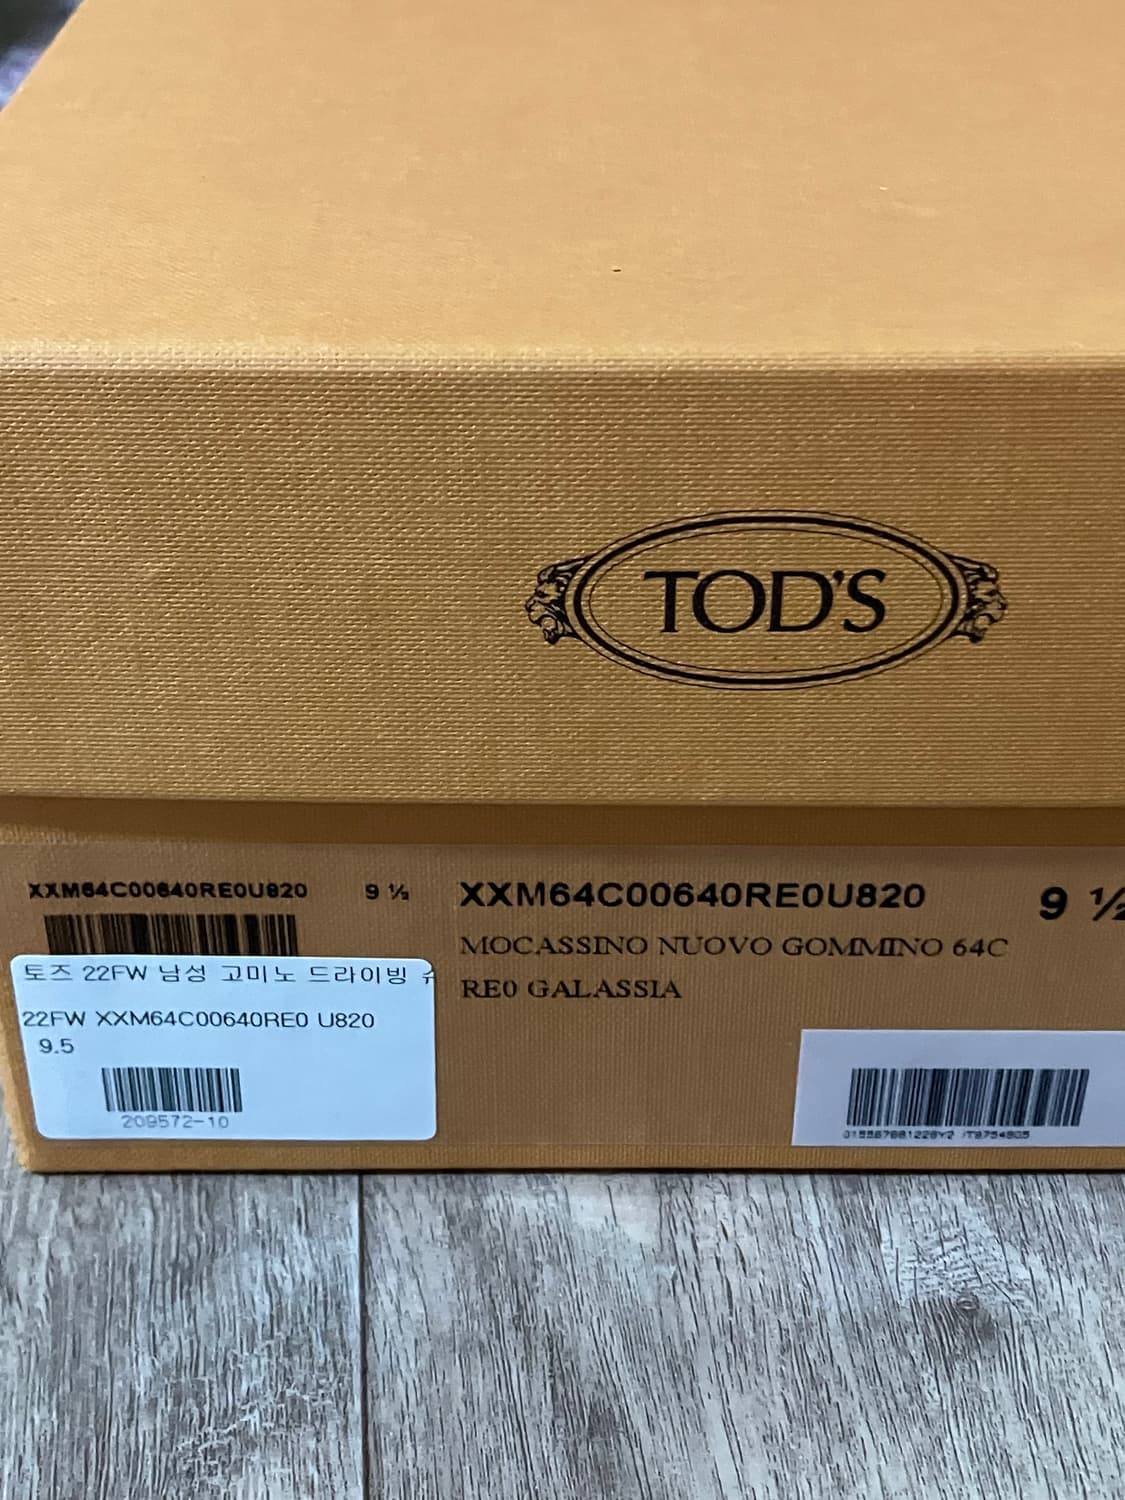 TOD'S
XXM64C00640RE0U820 9 ½
XXM64C00640RE0U820 9 ½
MOCASSINO NUOVO GOMMINO 64C
RE0 GALASSIA
토즈 22FW 남성 고미노 드라이빙
22FW XXM64C00640RE0 U820
9.5
209572-10